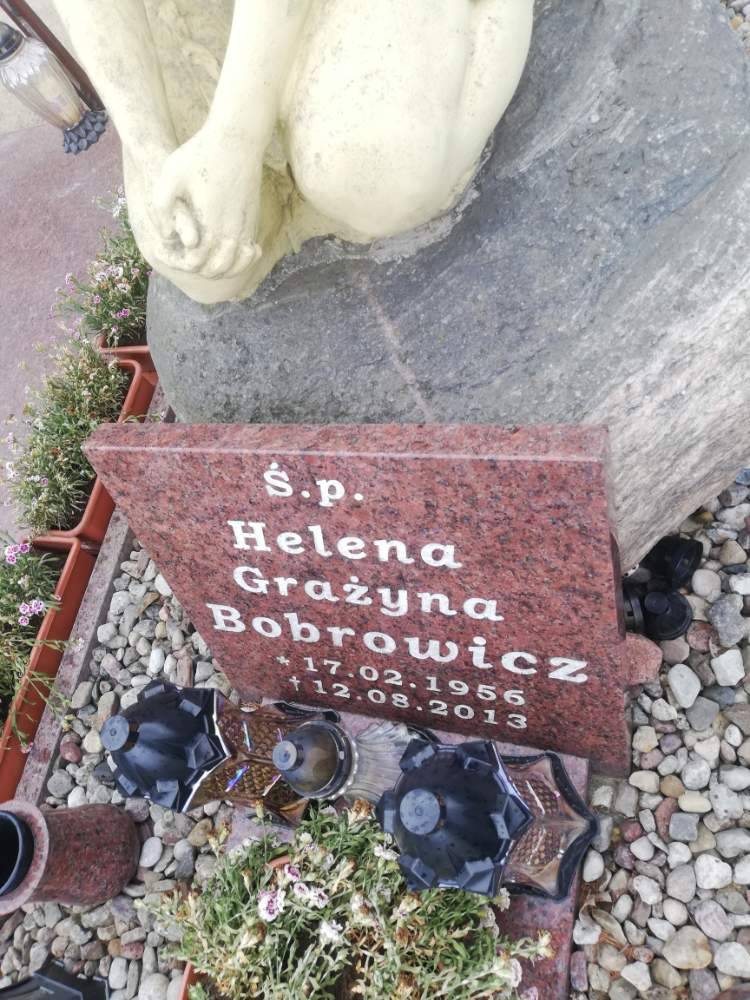 Ś.p.
Helena
Grażyna
Bobrowicz
* 17.02.1956
† 12.08.2013